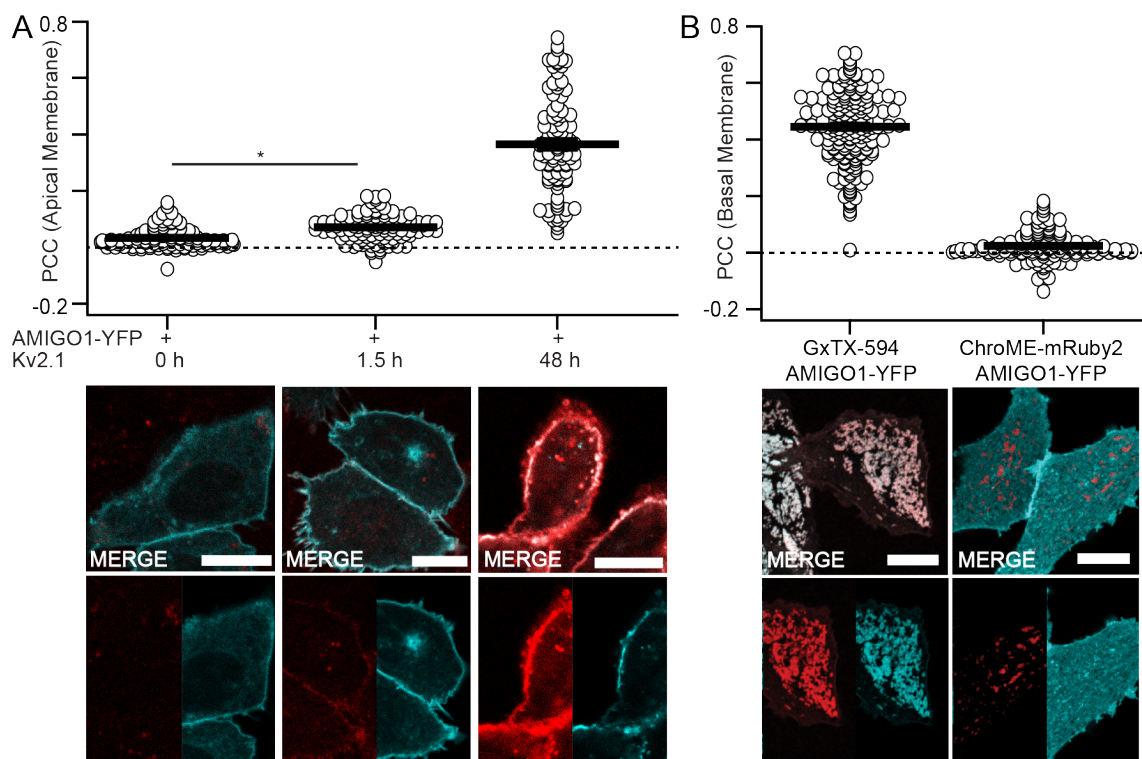 A
0.8
PCC (Apical Memebrane)
-0.2
*
AMIGO1-YFP + + +
Kv2.1 0 h 1.5 h 48 h
MERGE
MERGE
MERGE
B
0.8
PCC (Basal Membrane)
-0.2
GxTX-594 ChroME-mRuby2
AMIGO1-YFP AMIGO1-YFP
MERGE
MERGE